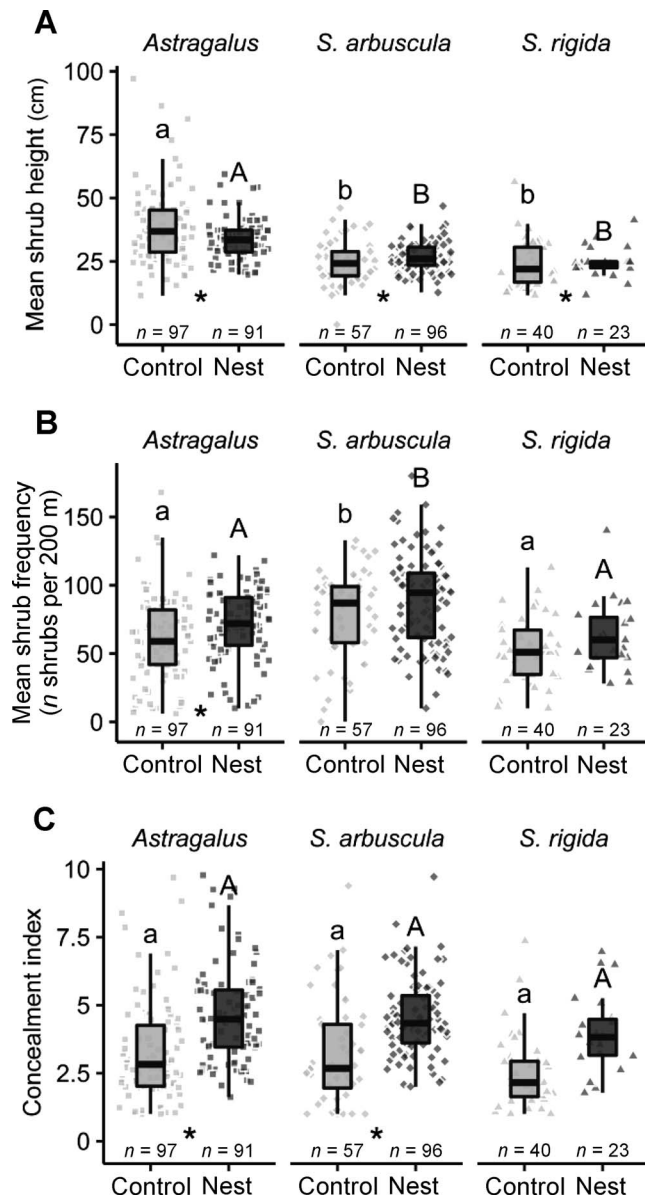 A
Astragalus S. arbuscula S. rigida
Mean shrub height (cm)
100
75
50
25
0
a A b B b B
* * *
n = 97 n = 91 n = 57 n = 96 n = 40 n = 23
Control Nest Control Nest Control Nest
B
Astragalus S. arbuscula S. rigida
Mean shrub frequency
(n shrubs per 200 m)
150
100
50
0
a A b B a A
*
n = 97 n = 91 n = 57 n = 96 n = 40 n = 23
Control Nest Control Nest Control Nest
C
Astragalus S. arbuscula S. rigida
Concealment index
10
7.5
5
2.5
0
a A a A a A
* *
n = 97 n = 91 n = 57 n = 96 n = 40 n = 23
Control Nest Control Nest Control Nest